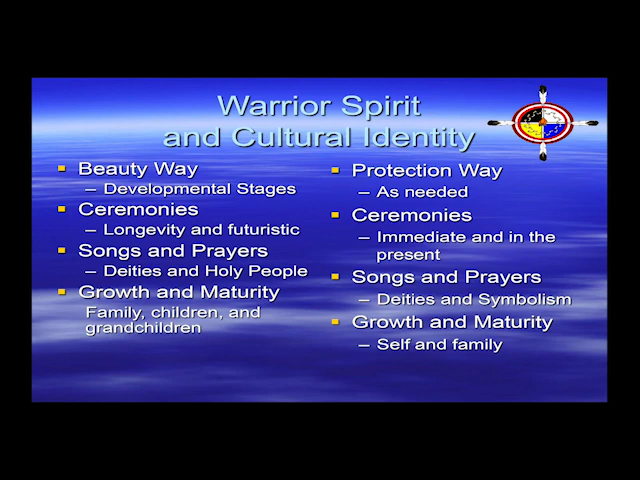 Warrior Spirit
and Cultural Identity
Beauty Way
– Developmental Stages
Ceremonies
– Longevity and futuristic
Songs and Prayers
– Deities and Holy People
Growth and Maturity
Family, children, and
grandchildren
Protection Way
– As needed
Ceremonies
– Immediate and in the
present
Songs and Prayers
– Deities and Symbolism
Growth and Maturity
– Self and family